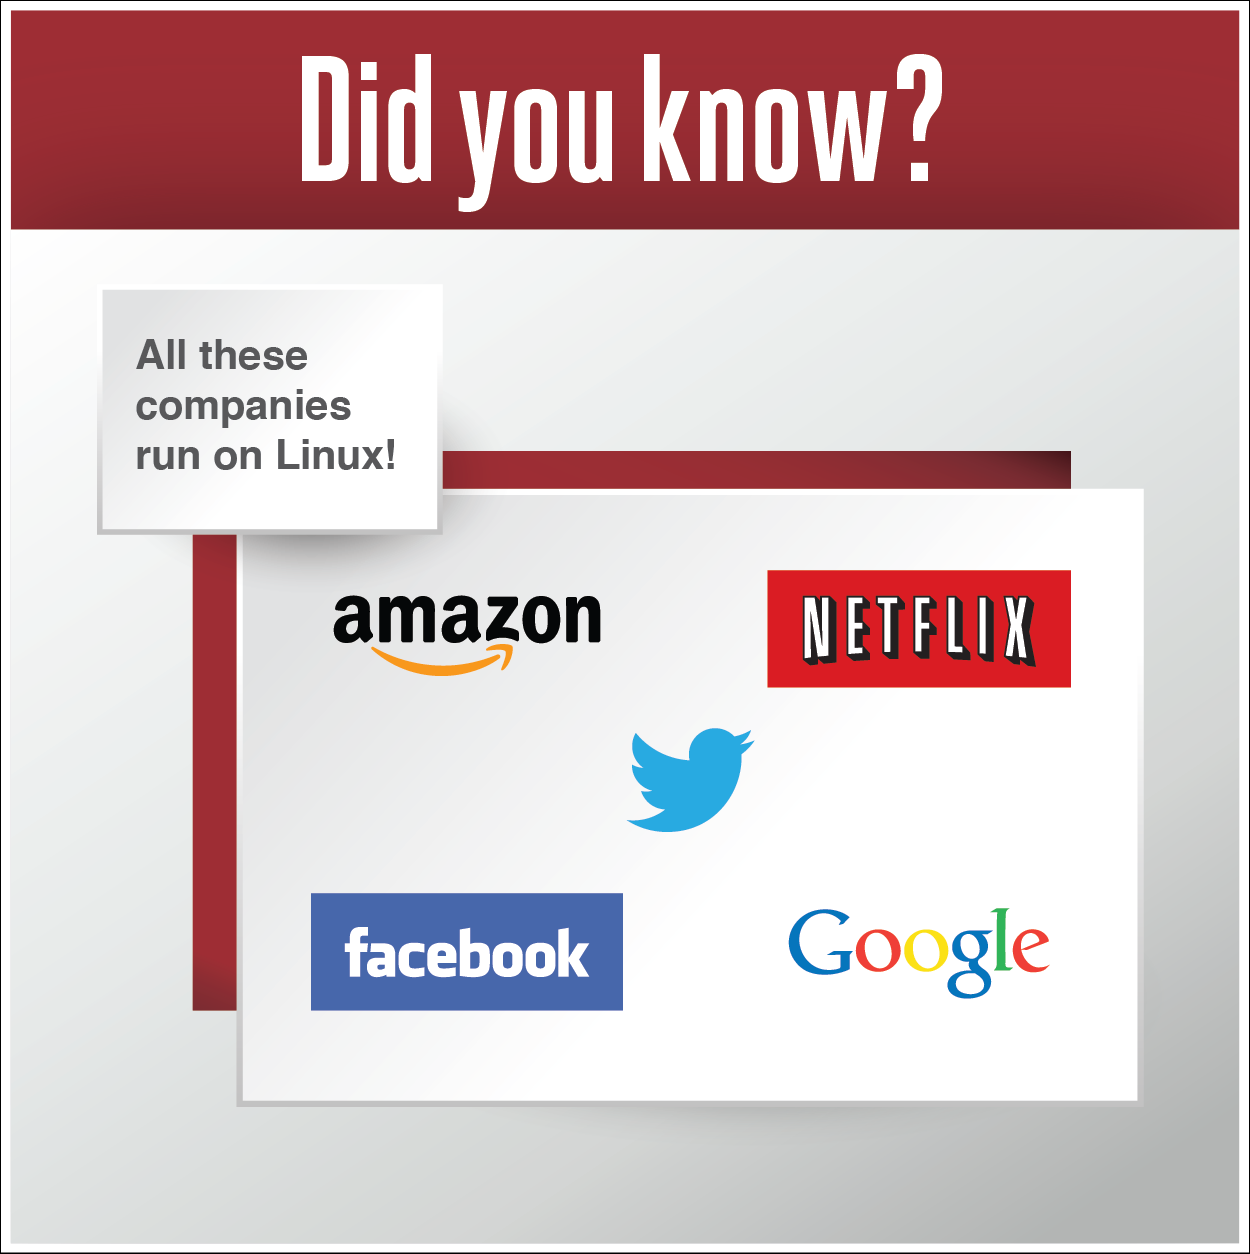 Did you know?
All these
companies
run on Linux!
amazon
NETFLIX
facebook
Google